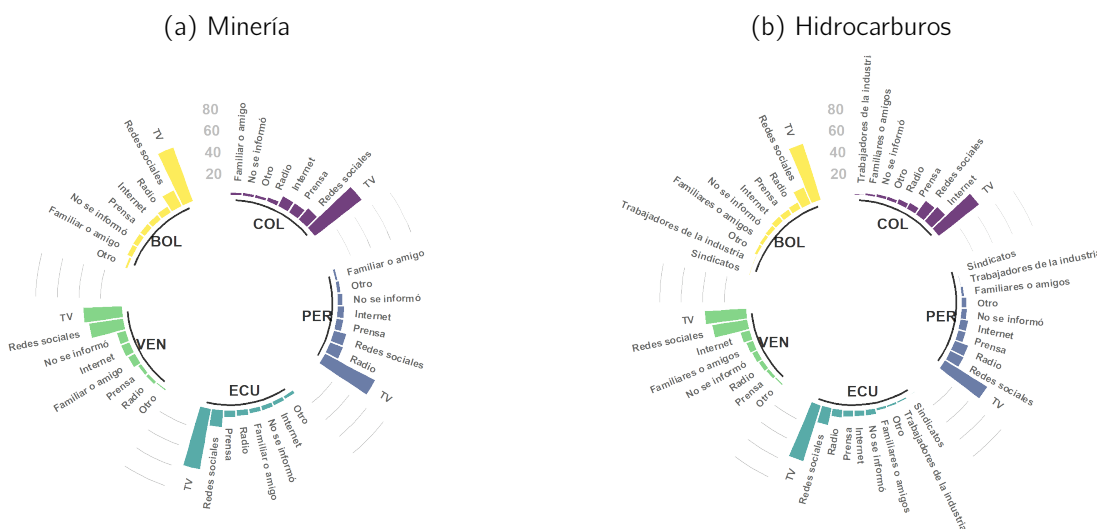 (a) Minería
(b) Hidrocarburos
80
60
40
20
Familiar o amigo
No se informó
Otro
Radio
Internet
Prensa
Redes sociales
TV
COL
Familiar o amigo
Otro
No se informó
Internet
Prensa
Redes sociales
Radio
TV
PER
Otro
Internet
No se informó
Familiar o amigo
Radio
Prensa
Redes sociales
TV
ECU
Otro
Radio
Prensa
Familiar o amigo
Internet
No se informó
Redes sociales
TV
VEN
Otro
Familiar o amigo
No se informó
Prensa
Internet
Radio
Redes sociales
TV
BOL
80
60
40
20
Trabajadores de la industri
Familiares o amigos
No se informó
Otro
Radio
Prensa
Redes sociales
Internet
TV
COL
Sindicatos
Trabajadores de la industria
Familiares o amigos
Otro
No se informó
Internet
Prensa
Radio
Redes sociales
TV
PER
Sindicatos
Trabajadores de la industria
Otro
Familiares o amigos
No se informó
Internet
Prensa
Radio
Redes sociales
TV
ECU
Otro
Prensa
Radio
No se informó
Familiares o amigos
Internet
Redes sociales
TV
VEN
Sindicatos
Trabajadores de la industria
Otro
Familiares o amigos
No se informó
Internet
Prensa
Radio
Redes sociales
TV
BOL